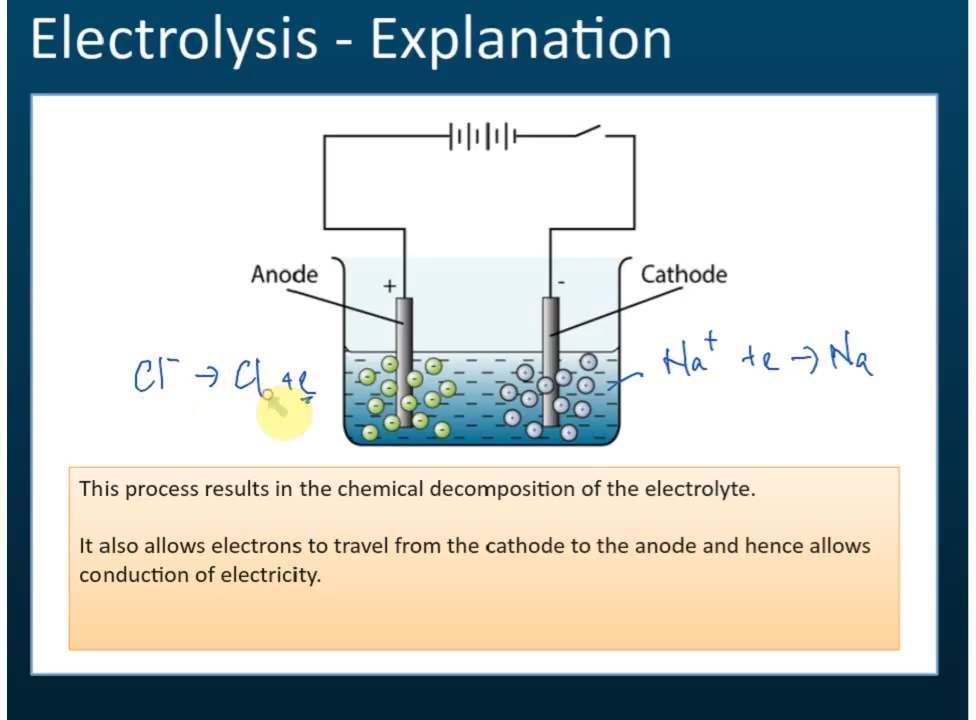 Electrolysis - Explanation
Anode
+
-
Cathode
Cl⁻ → Cl + e
Na⁺ + e → Na
This process results in the chemical decomposition of the electrolyte.
It also allows electrons to travel from the cathode to the anode and hence allows
conduction of electricity.